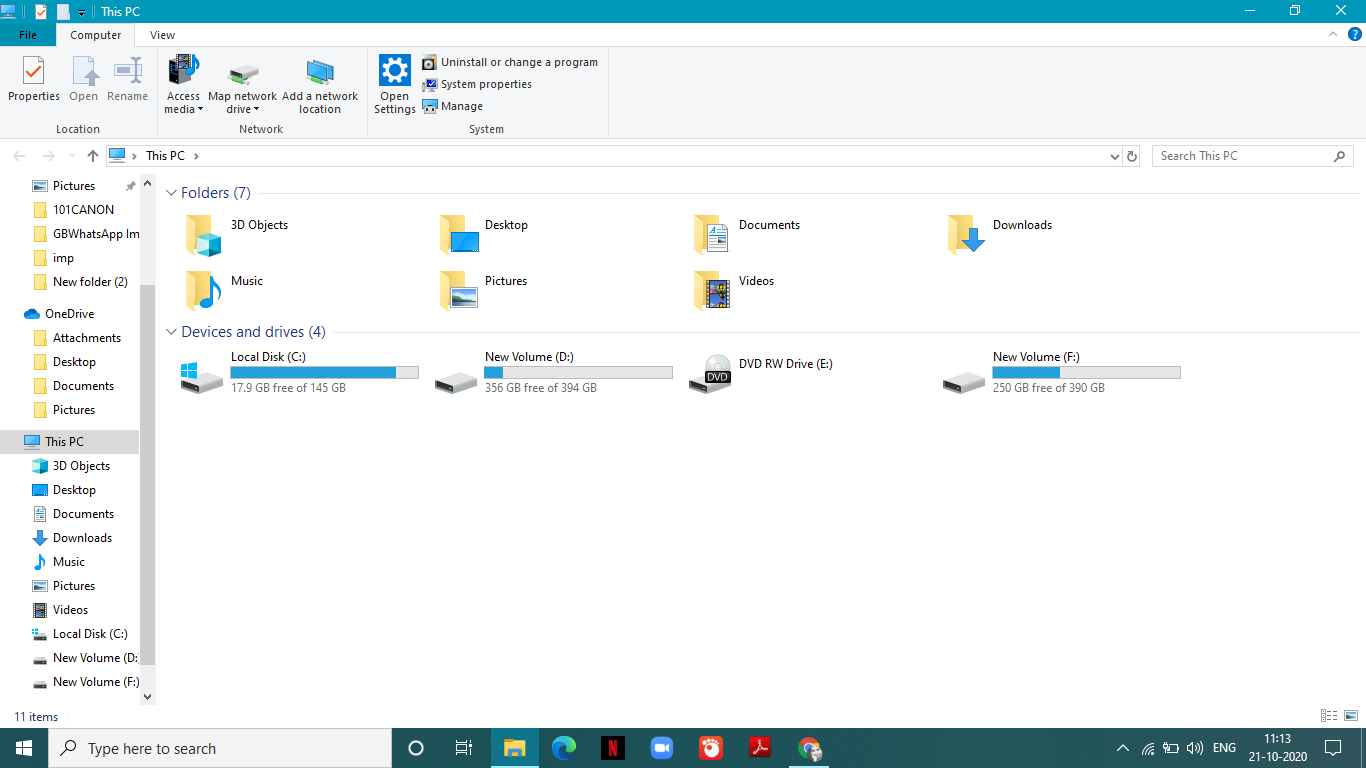 This PC
File
Computer
View
Properties
Open
Rename
Access media
Map network drive
Add a network location
Open Settings
Uninstall or change a program
System properties
Manage
Location
Network
System
This PC
Search This PC
Pictures
101CANON
GBWhatsApp Im
imp
New folder (2)
OneDrive
Attachments
Desktop
Documents
Pictures
This PC
3D Objects
Desktop
Documents
Downloads
Music
Pictures
Videos
Local Disk (C:)
New Volume (D:
New Volume (F:)
Folders (7)
3D Objects
Desktop
Documents
Downloads
Music
Pictures
Videos
Devices and drives (4)
Local Disk (C:)
17.9 GB free of 145 GB
New Volume (D:)
356 GB free of 394 GB
DVD
DVD RW Drive (E:)
New Volume (F:)
250 GB free of 390 GB
11 items
Type here to search
N
ENG
11:13
21-10-2020